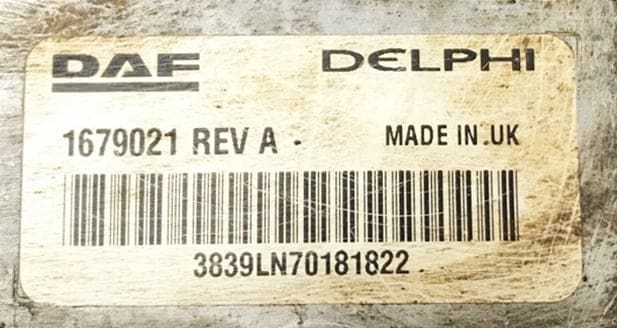 DAF DELPHI
1679021 REV A MADE IN UK
3839LN70181822